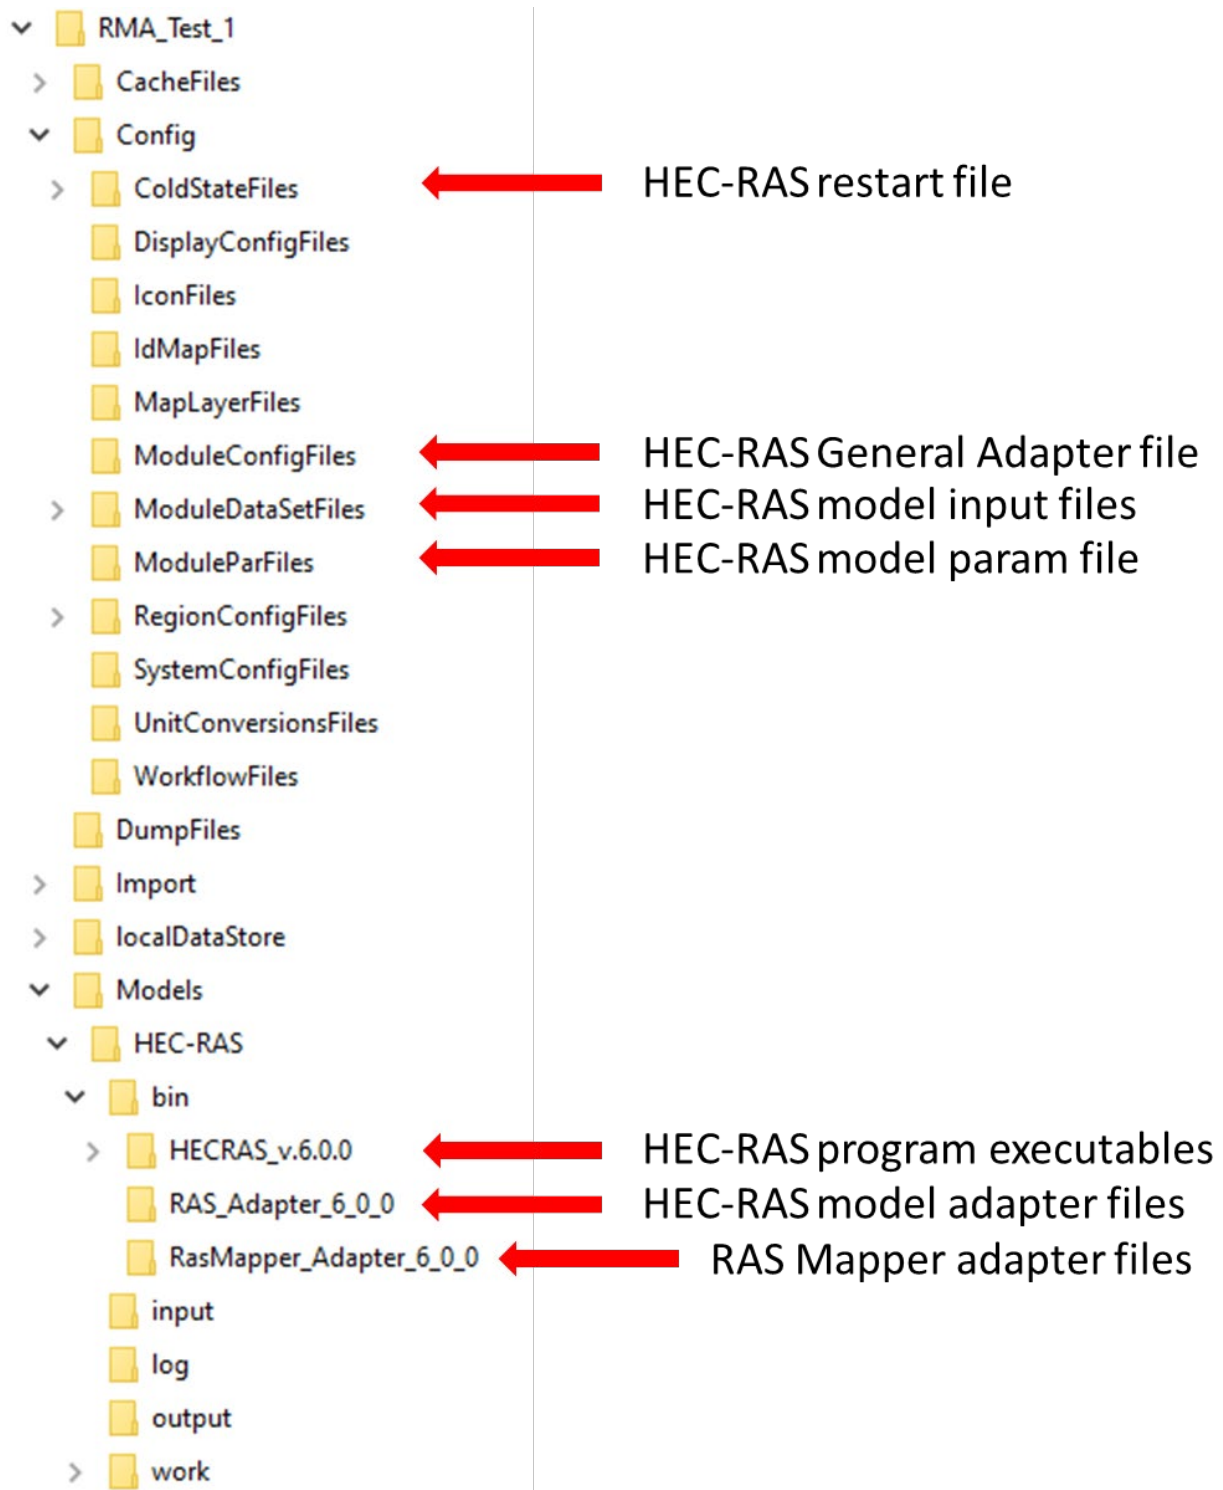 RMA_Test_1
CacheFiles
Config
ColdStateFiles HEC-RAS restart file
DisplayConfigFiles
IconFiles
IdMapFiles
MapLayerFiles
ModuleConfigFiles HEC-RAS General Adapter file
ModuleDataSetFiles HEC-RAS model input files
ModuleParFiles HEC-RAS model param file
RegionConfigFiles
SystemConfigFiles
UnitConversionsFiles
WorkflowFiles
DumpFiles
Import
localDataStore
Models
HEC-RAS
bin
HECRAS_v.6.0.0 HEC-RAS program executables
RAS_Adapter_6_0_0 HEC-RAS model adapter files
RasMapper_Adapter_6_0_0 RAS Mapper adapter files
input
log
output
work